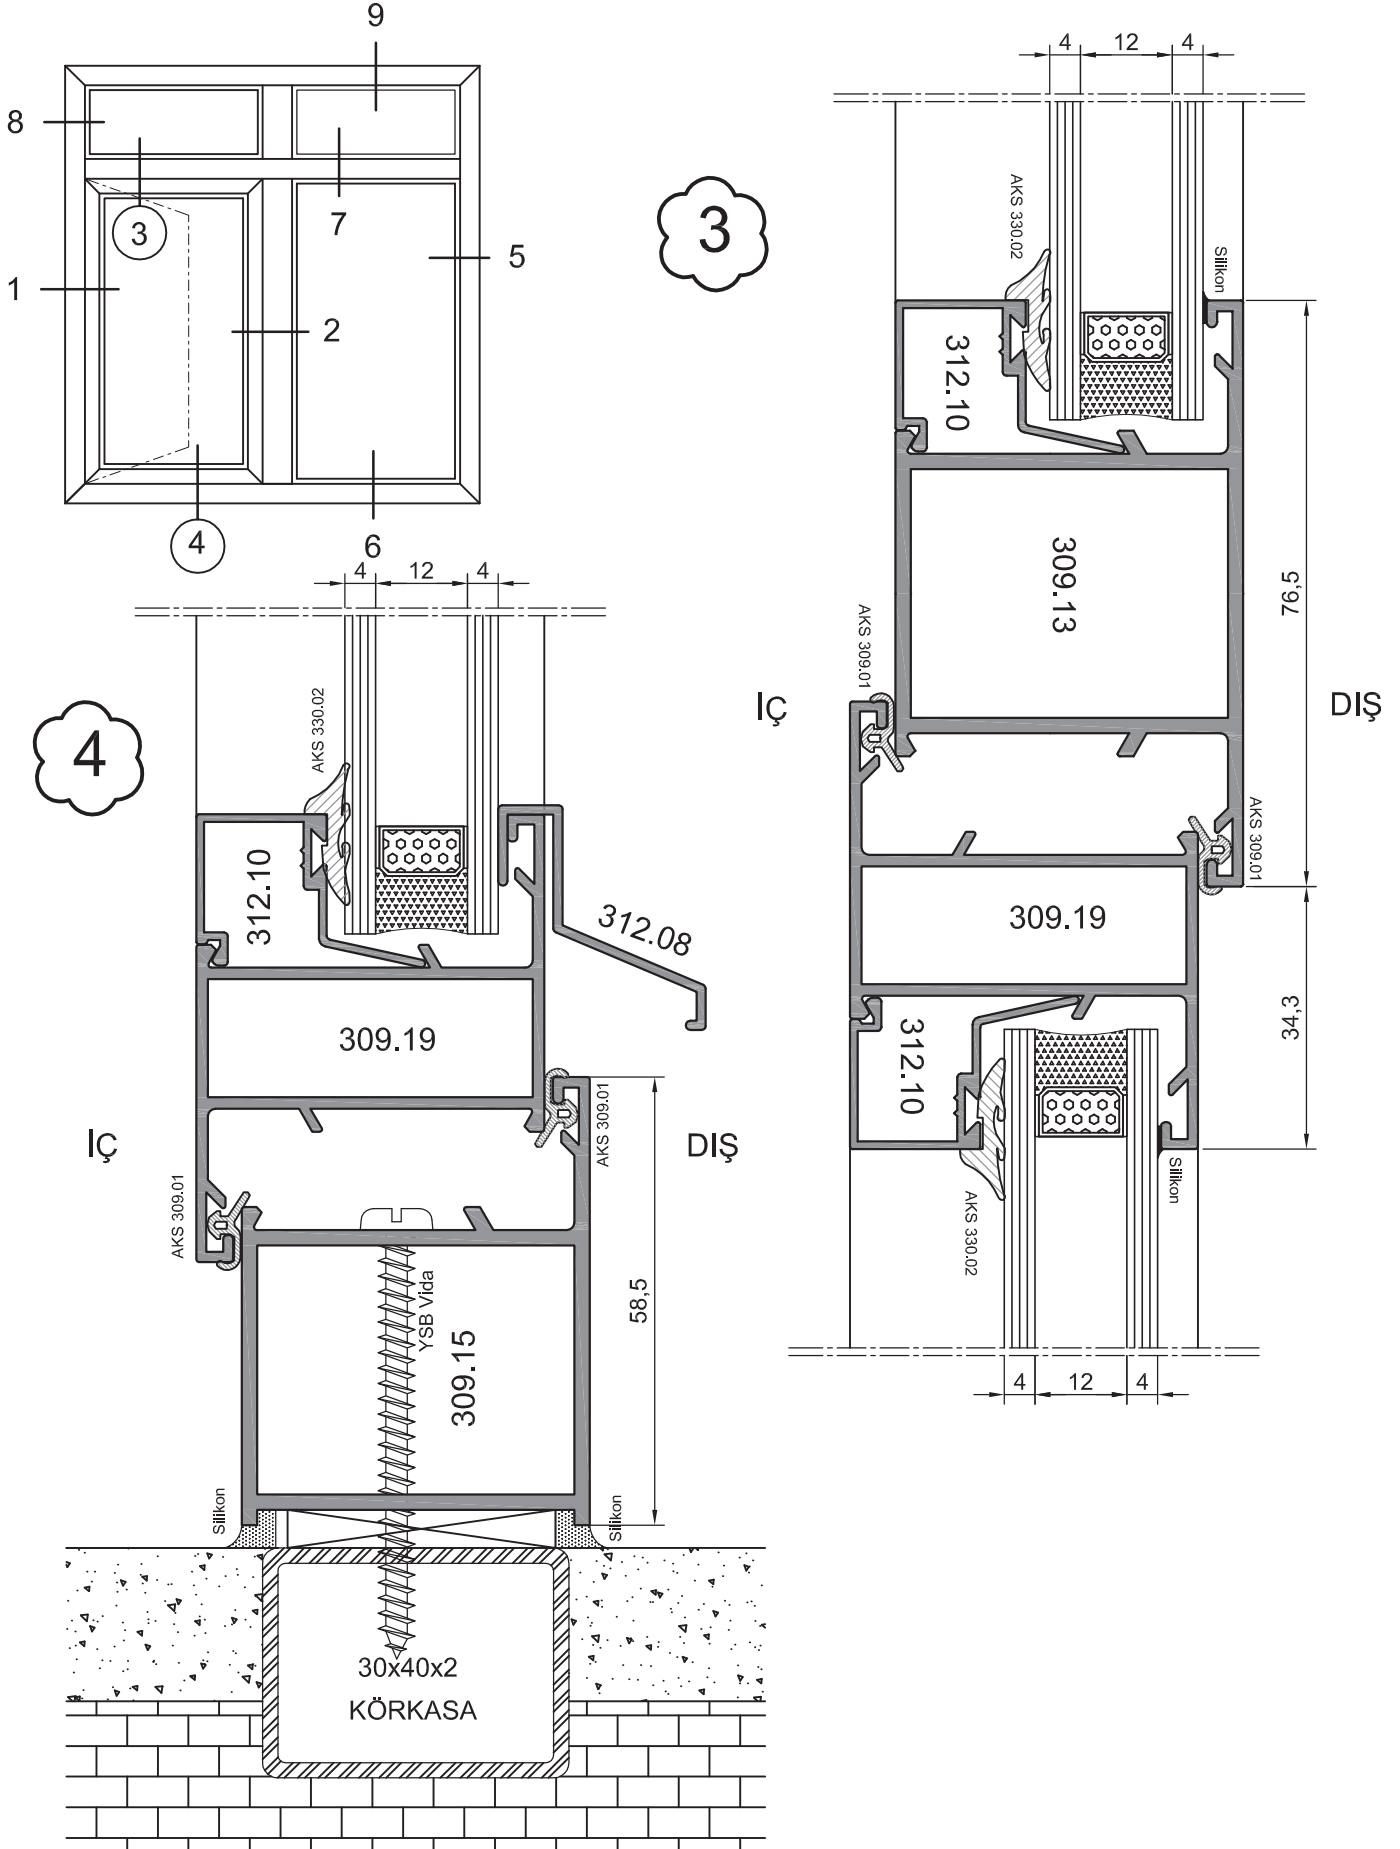 9
8
3
7
5
1
2
4
6
4 12 4
3
AKS 330.02
Silikon
312.10
309.13
76,5
AKS 309.01
İÇ
DIŞ
AKS 309.01
309.19
34,3
312.10
Silikon
AKS 330.02
4 12 4
4 12 4
4
AKS 330.02
312.10
312.08
309.19
AKS 309.01
İÇ
DIŞ
AKS 309.01
58,5
YSB Vida
309.15
Silikon
Silikon
30x40x2
KÖRKASA